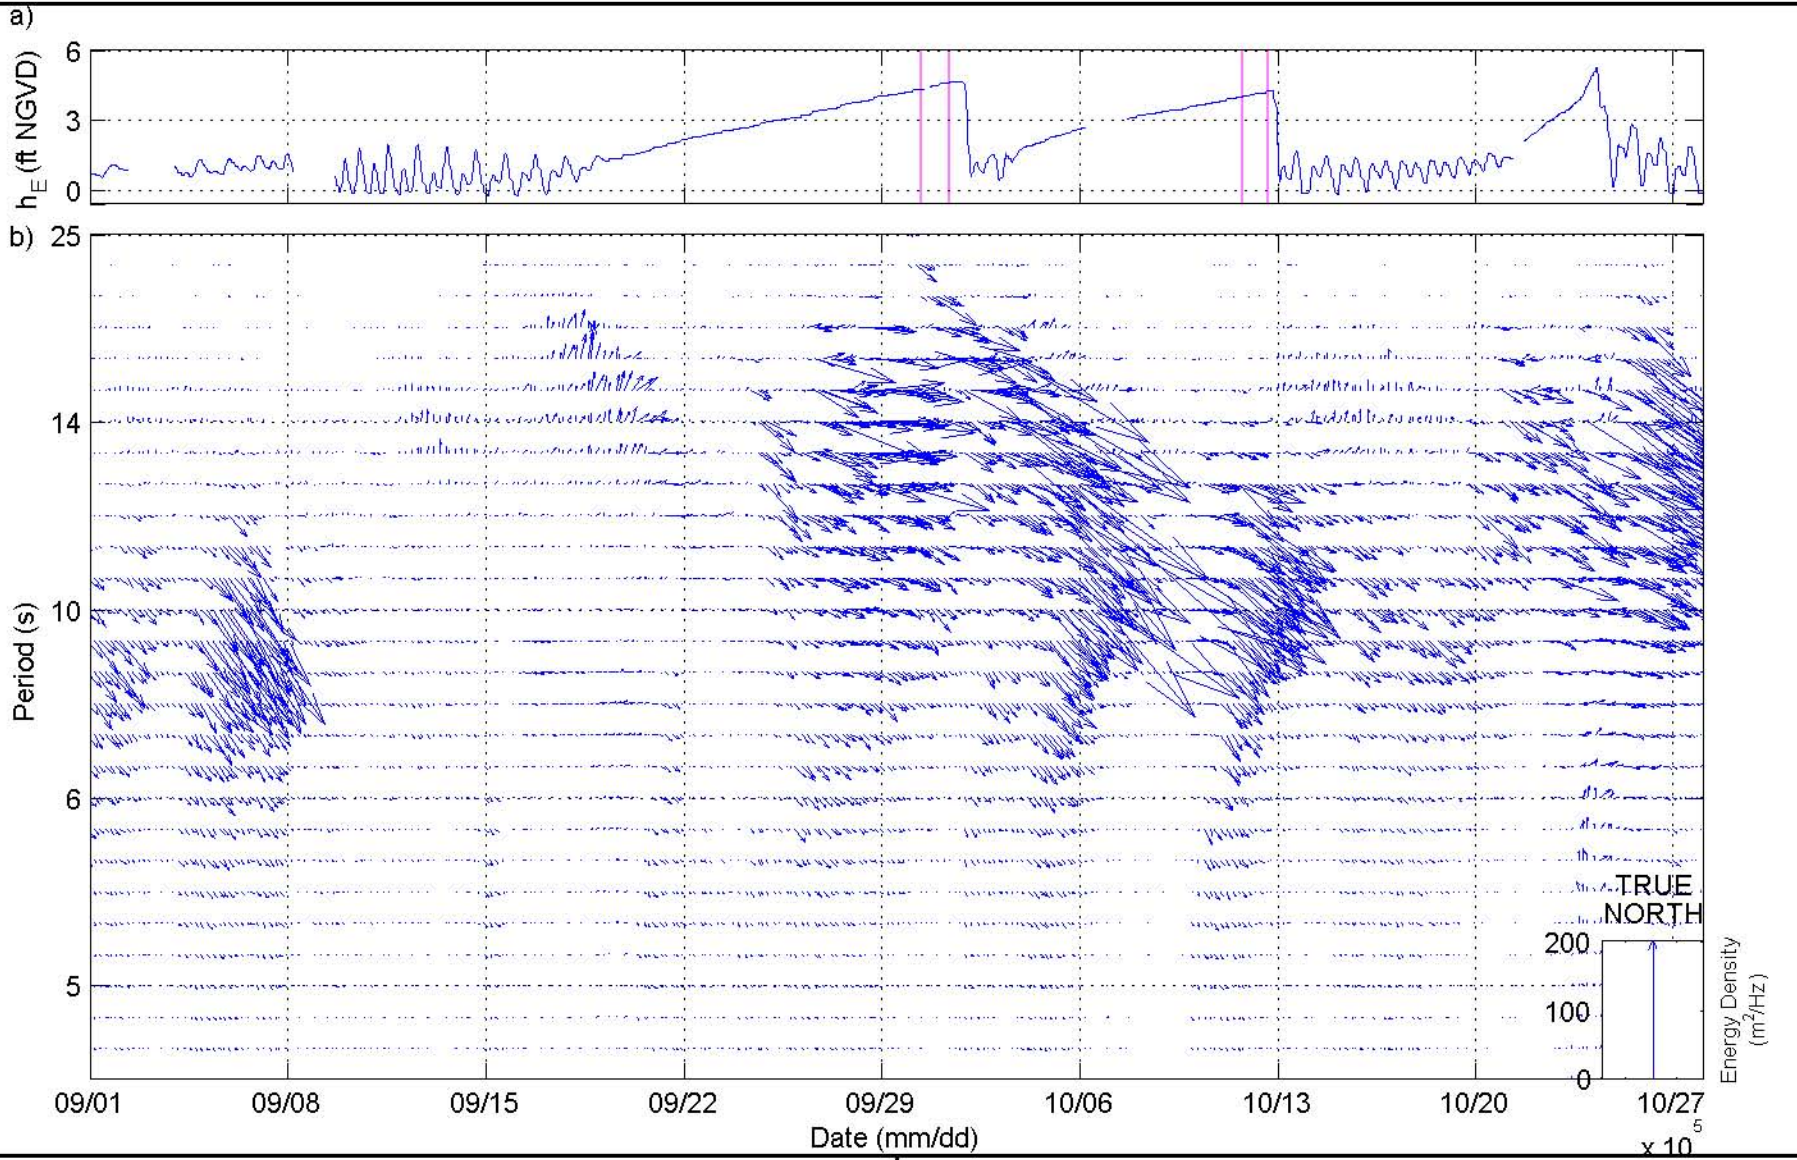 a)
h_E (ft NGVD)
6
3
0
b)
Period (s)
25
14
10
6
5
TRUE
NORTH
200
100
0
Energy Density
(m²/Hz)
09/01 09/08 09/15 09/22 09/29 10/06 10/13 10/20 10/27
Date (mm/dd)
x 10⁵